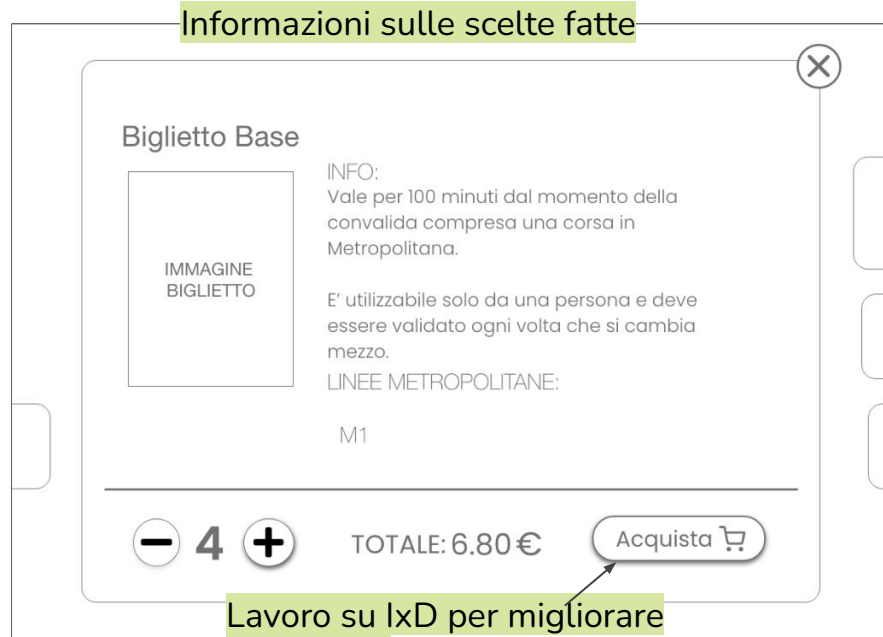 Informazioni sulle scelte fatte
Biglietto Base
INFO:
Vale per 100 minuti dal momento della
convalida compresa una corsa in
Metropolitana.
IMMAGINE
BIGLIETTO
E' utilizzabile solo da una persona e deve
essere validato ogni volta che si cambia
mezzo.
LINEE METROPOLITANE:
M1
4
TOTALE: 6.80 €
Acquista
Lavoro su IxD per migliorare